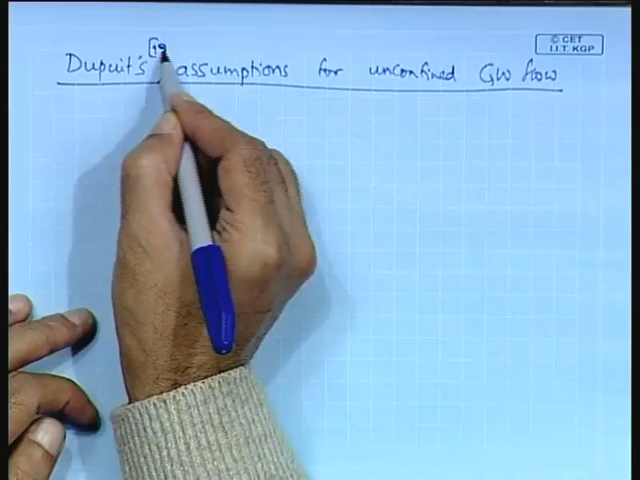 © CET
I.I.T. KGP
Dupuit's assumptions for unconfined GW flow